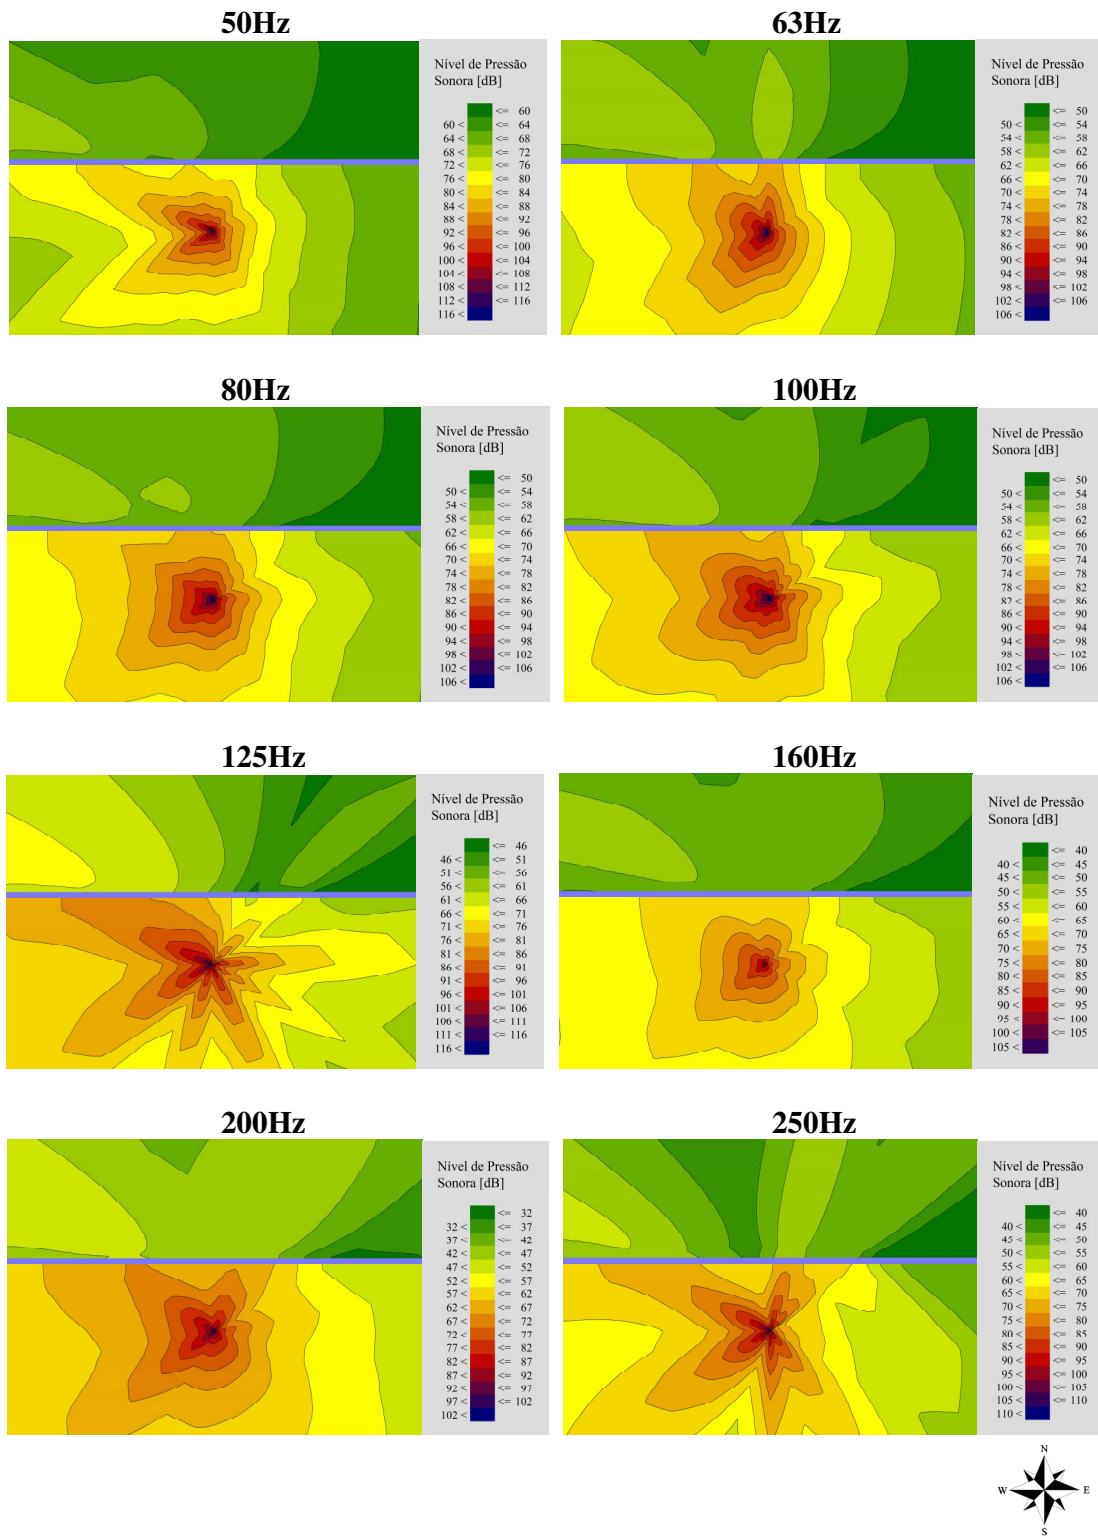 50Hz
63Hz
Nível de Pressão
Sonora [dB]
<= 60
60 < <= 64
64 < <= 68
68 < <= 72
72 < <= 76
76 < <= 80
80 < <= 84
84 < <= 88
88 < <= 92
92 < <= 96
96 < <= 100
100 < <= 104
104 < <= 108
108 < <= 112
112 < <= 116
116 <
Nível de Pressão
Sonora [dB]
<= 50
50 < <= 54
54 < <= 58
58 < <= 62
62 < <= 66
66 < <= 70
70 < <= 74
74 < <= 78
78 < <= 82
82 < <= 86
86 < <= 90
90 < <= 94
94 < <= 98
98 < <= 102
102 < <= 106
106 <
80Hz
100Hz
Nível de Pressão
Sonora [dB]
<= 50
50 < <= 54
54 < <= 58
58 < <= 62
62 < <= 66
66 < <= 70
70 < <= 74
74 < <= 78
78 < <= 82
82 < <= 86
86 < <= 90
90 < <= 94
94 < <= 98
98 < <= 102
102 < <= 106
106 <
Nível de Pressão
Sonora [dB]
<= 50
50 < <= 54
54 < <= 58
58 < <= 62
62 < <= 66
66 < <= 70
70 < <= 74
74 < <= 78
78 < <= 82
82 < <= 86
86 < <= 90
90 < <= 94
94 < <= 98
98 < <= 102
102 < <= 106
106 <
125Hz
160Hz
Nível de Pressão
Sonora [dB]
<= 46
46 < <= 51
51 < <= 56
56 < <= 61
61 < <= 66
66 < <= 71
71 < <= 76
76 < <= 81
81 < <= 86
86 < <= 91
91 < <= 96
96 < <= 101
101 < <= 106
106 < <= 111
111 < <= 116
116 <
Nível de Pressão
Sonora [dB]
<= 40
40 < <= 45
45 < <= 50
50 < <= 55
55 < <= 60
60 < <= 65
65 < <= 70
70 < <= 75
75 < <= 80
80 < <= 85
85 < <= 90
90 < <= 95
95 < <= 100
100 < <= 105
105 <
200Hz
250Hz
Nível de Pressão
Sonora [dB]
<= 32
32 < <= 37
37 < <= 42
42 < <= 47
47 < <= 52
52 < <= 57
57 < <= 62
62 < <= 67
67 < <= 72
72 < <= 77
77 < <= 82
82 < <= 87
87 < <= 92
92 < <= 97
97 < <= 102
102 <
Nível de Pressão
Sonora [dB]
<= 40
40 < <= 45
45 < <= 50
50 < <= 55
55 < <= 60
60 < <= 65
65 < <= 70
70 < <= 75
75 < <= 80
80 < <= 85
85 < <= 90
90 < <= 95
95 < <= 100
100 < <= 105
105 < <= 110
110 <
N
W E
S